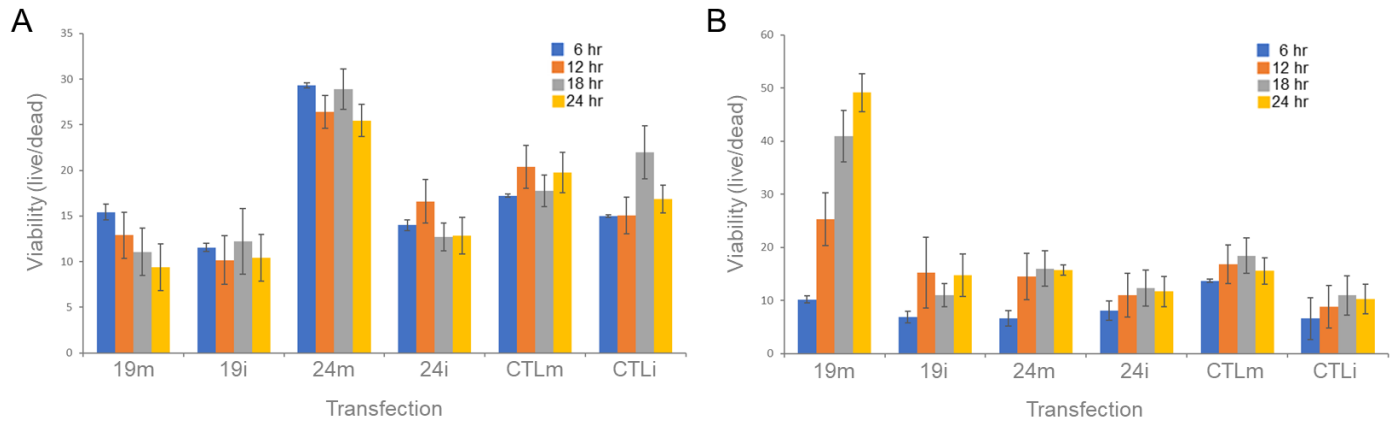 A
35
30
25
20
15
10
5
0
Viability (live/dead)
6 hr
12 hr
18 hr
24 hr
19m 19i 24m 24i CTLm CTLi
Transfection
B
60
50
40
30
20
10
0
Viability (live/dead)
6 hr
12 hr
18 hr
24 hr
19m 19i 24m 24i CTLm CTLi
Transfection